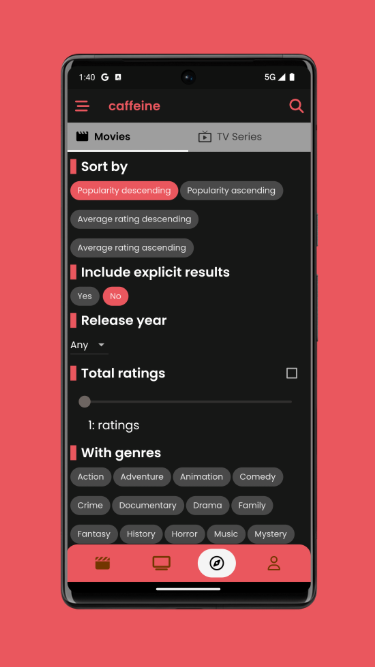 1:40 G 5G
caffeine
Movies TV Series
Sort by
Popularity descending Popularity ascending
Average rating descending
Average rating ascending
Include explicit results
Yes No
Release year
Any
Total ratings
1: ratings
With genres
Action Adventure Animation Comedy
Crime Documentary Drama Family
Fantasy History Horror Music Mystery